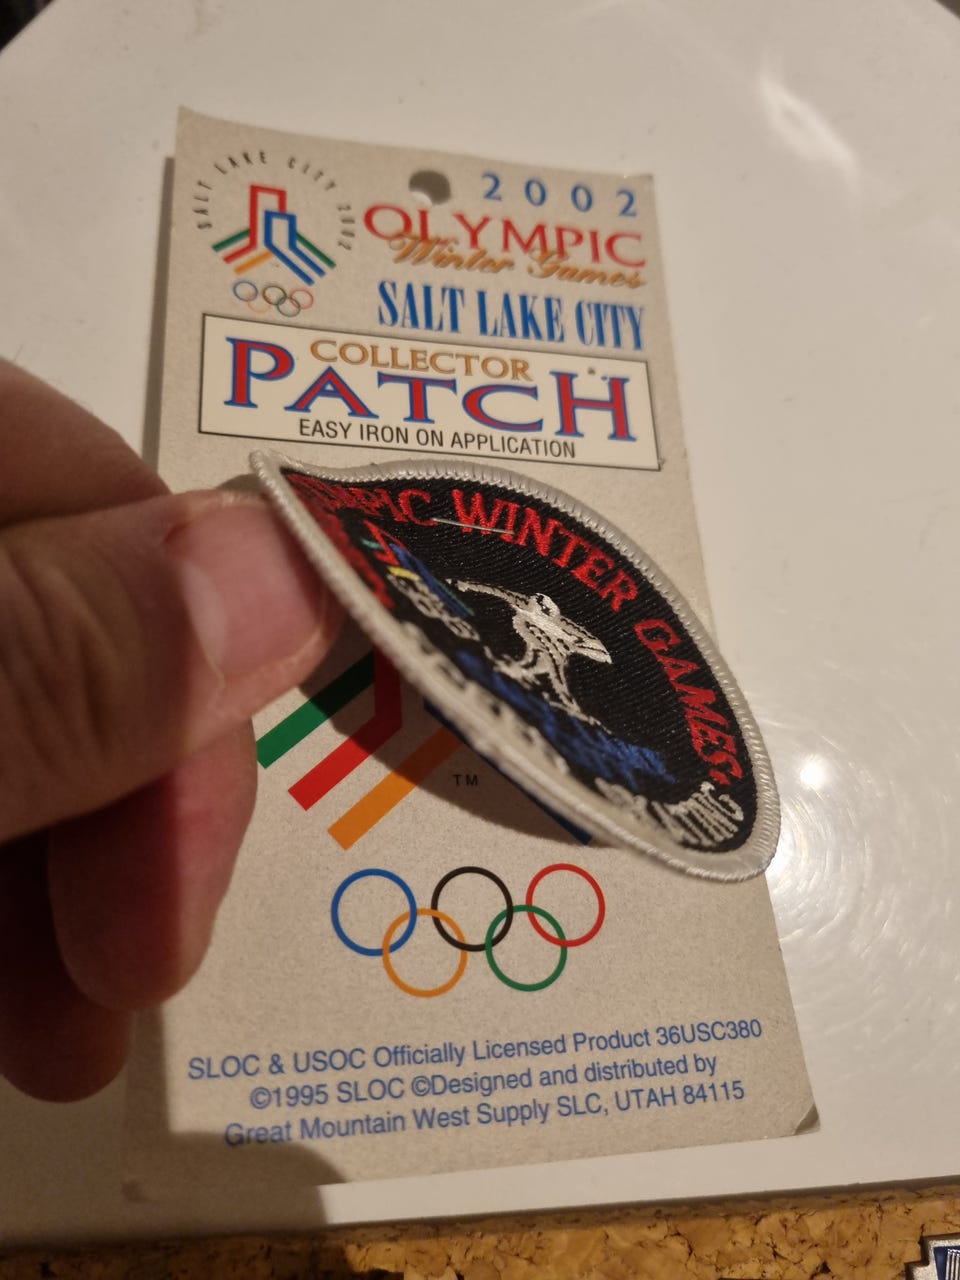 SALT LAKE CITY 2002
2002
OLYMPIC
Winter Games
SALT LAKE CITY
COLLECTOR
PATCH
EASY IRON ON APPLICATION
WINTER GAMES
TM
SLOC & USOC Officially Licensed Product 36USC380
©1995 SLOC ©Designed and distributed by
Great Mountain West Supply SLC, UTAH 84115